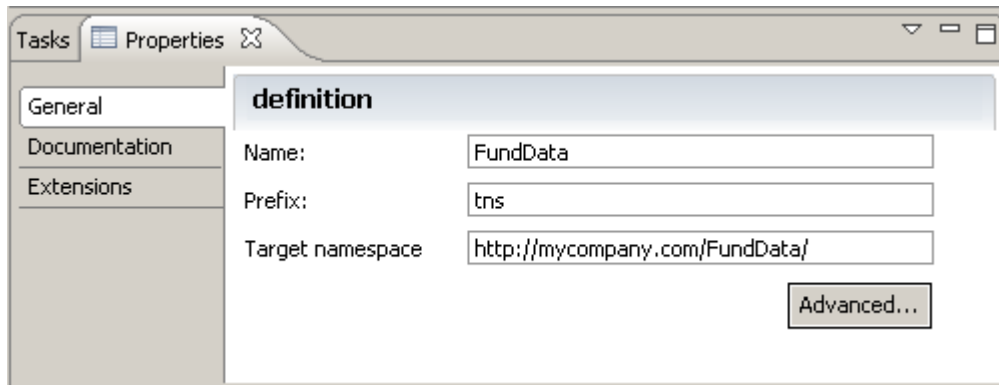 Tasks Properties
General
definition
Documentation
Name: FundData
Extensions
Prefix: tns
Target namespace http://mycompany.com/FundData/
Advanced...